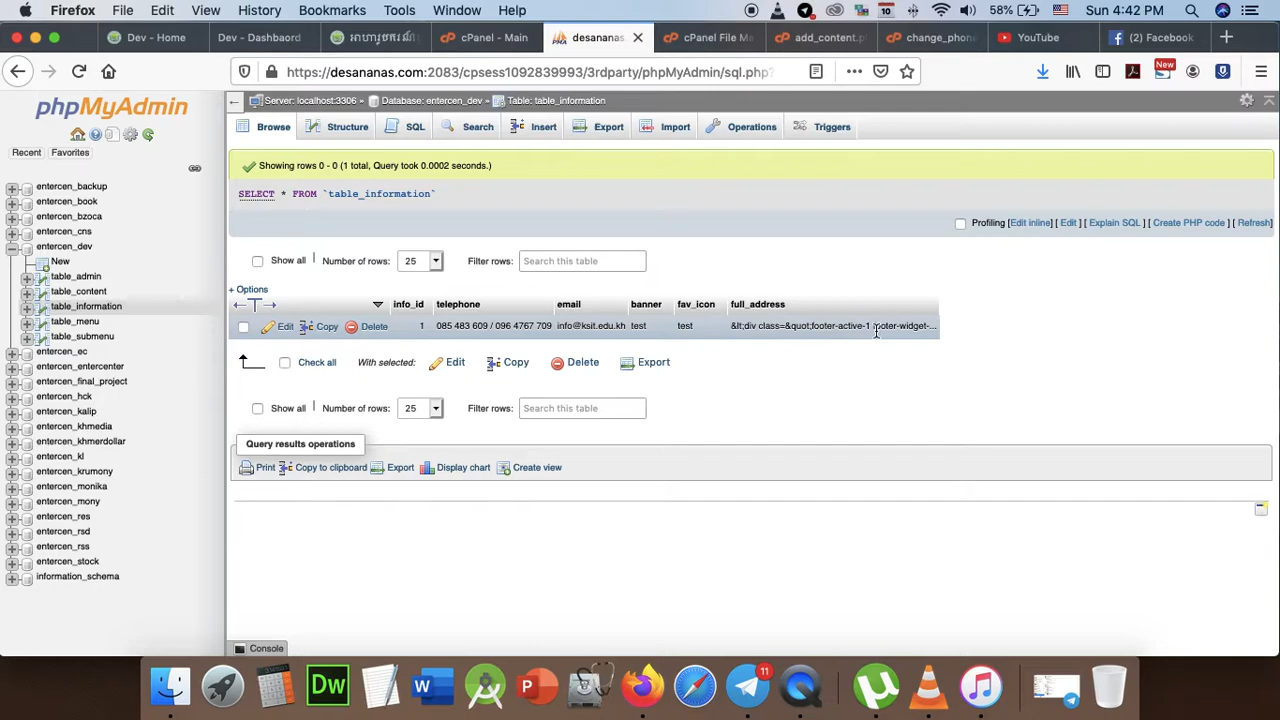 Firefox File Edit View History Bookmarks Tools Window Help 10 58% Sun 4:42 PM
Dev - Home Dev - Dashbaord cPanel - Main desananas. cPanel File Ma add_content.p change_phon YouTube (2) Facebook
https://desananas.com:2083/cpsess1092839993/3rdparty/phpMyAdmin/sql.php? New
phpMyAdmin
Recent Favorites
entercen_backup
entercen_book
entercen_bzoca
entercen_cns
entercen_dev
New
table_admin
table_content
table_information
table_menu
table_submenu
entercen_ec
entercen_entercenter
entercen_final_project
entercen_hck
entercen_kalip
entercen_khmedia
entercen_khmerdollar
entercen_kl
entercen_krumony
entercen_monika
entercen_mony
entercen_res
entercen_rsd
entercen_rss
entercen_stock
information_schema
Server: localhost:3306 » Database: entercen_dev » Table: table_information
Browse Structure SQL Search Insert Export Import Operations Triggers
Showing rows 0 - 0 (1 total, Query took 0.0002 seconds.)
SELECT * FROM `table_information`
Profiling [Edit inline] [ Edit ] [ Explain SQL ] [ Create PHP code ] [ Refresh]
Show all Number of rows: 25 Filter rows: Search this table
+ Options
info_id telephone email banner fav_icon full_address
Edit Copy Delete 1 085 483 609 / 096 4767 709 info@ksit.edu.kh test test &lt;div class=&quot;footer-active-1 footer-widget-...
Check all With selected: Edit Copy Delete Export
Show all Number of rows: 25 Filter rows: Search this table
Query results operations
Print Copy to clipboard Export Display chart Create view
Console
Dw W P 11